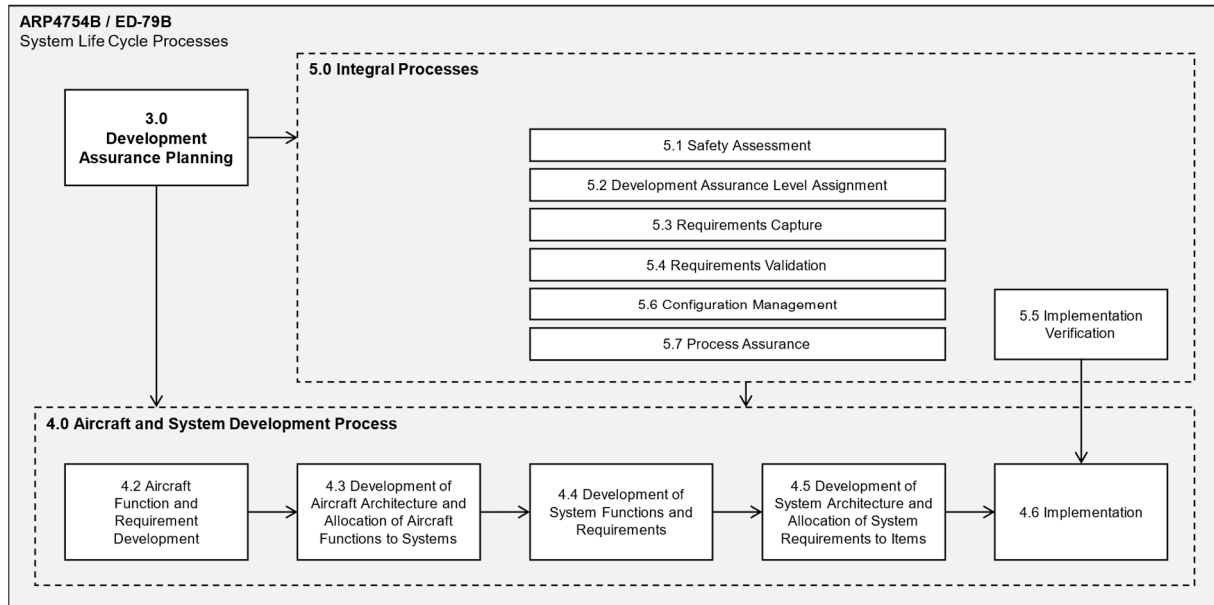 ARP4754B / ED-79B
System Life Cycle Processes
5.0 Integral Processes
3.0
Development
Assurance Planning
5.1 Safety Assessment
5.2 Development Assurance Level Assignment
5.3 Requirements Capture
5.4 Requirements Validation
5.6 Configuration Management
5.7 Process Assurance
5.5 Implementation
Verification
4.0 Aircraft and System Development Process
4.2 Aircraft
Function and
Requirement
Development
4.3 Development of
Aircraft Architecture and
Allocation of Aircraft
Functions to Systems
4.4 Development of
System Functions and
Requirements
4.5 Development of
System Architecture and
Allocation of System
Requirements to Items
4.6 Implementation